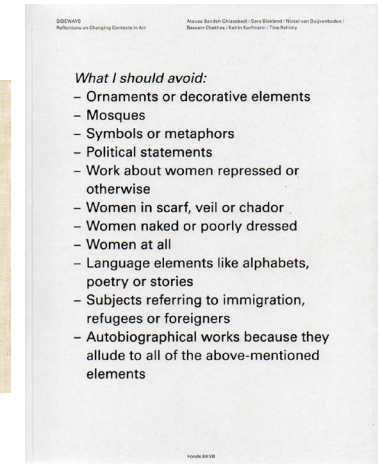 SIDEWAYS
Reflections on Changing Contexts in Art
Atousa Bandeh Ghiasabadi / Sara Blokland / Nickel van Duijvenboden /
Bassam Chekhes / Katrin Korfmann / Tina Rahimy
What I should avoid:
– Ornaments or decorative elements
– Mosques
– Symbols or metaphors
– Political statements
– Work about women repressed or
otherwise
– Women in scarf, veil or chador
– Women naked or poorly dressed
– Women at all
– Language elements like alphabets,
poetry or stories
– Subjects referring to immigration,
refugees or foreigners
– Autobiographical works because they
allude to all of the above-mentioned
elements
Fonds BKVB